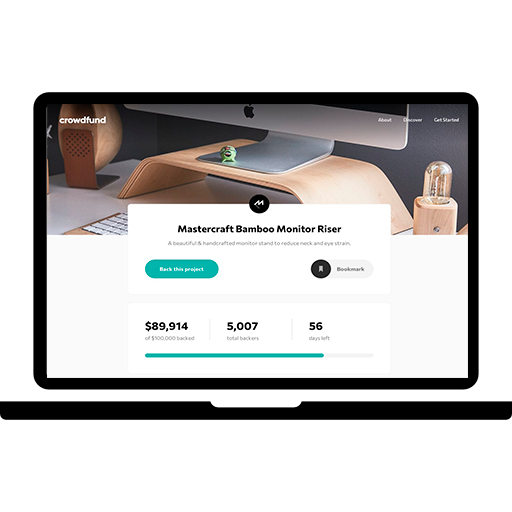 crowdfund
About Discover Get Started
Mastercraft Bamboo Monitor Riser
A beautiful & handcrafted monitor stand to reduce neck and eye strain.
Back this project
Bookmark
$89,914 5,007 56
of $100,000 backed total backers days left